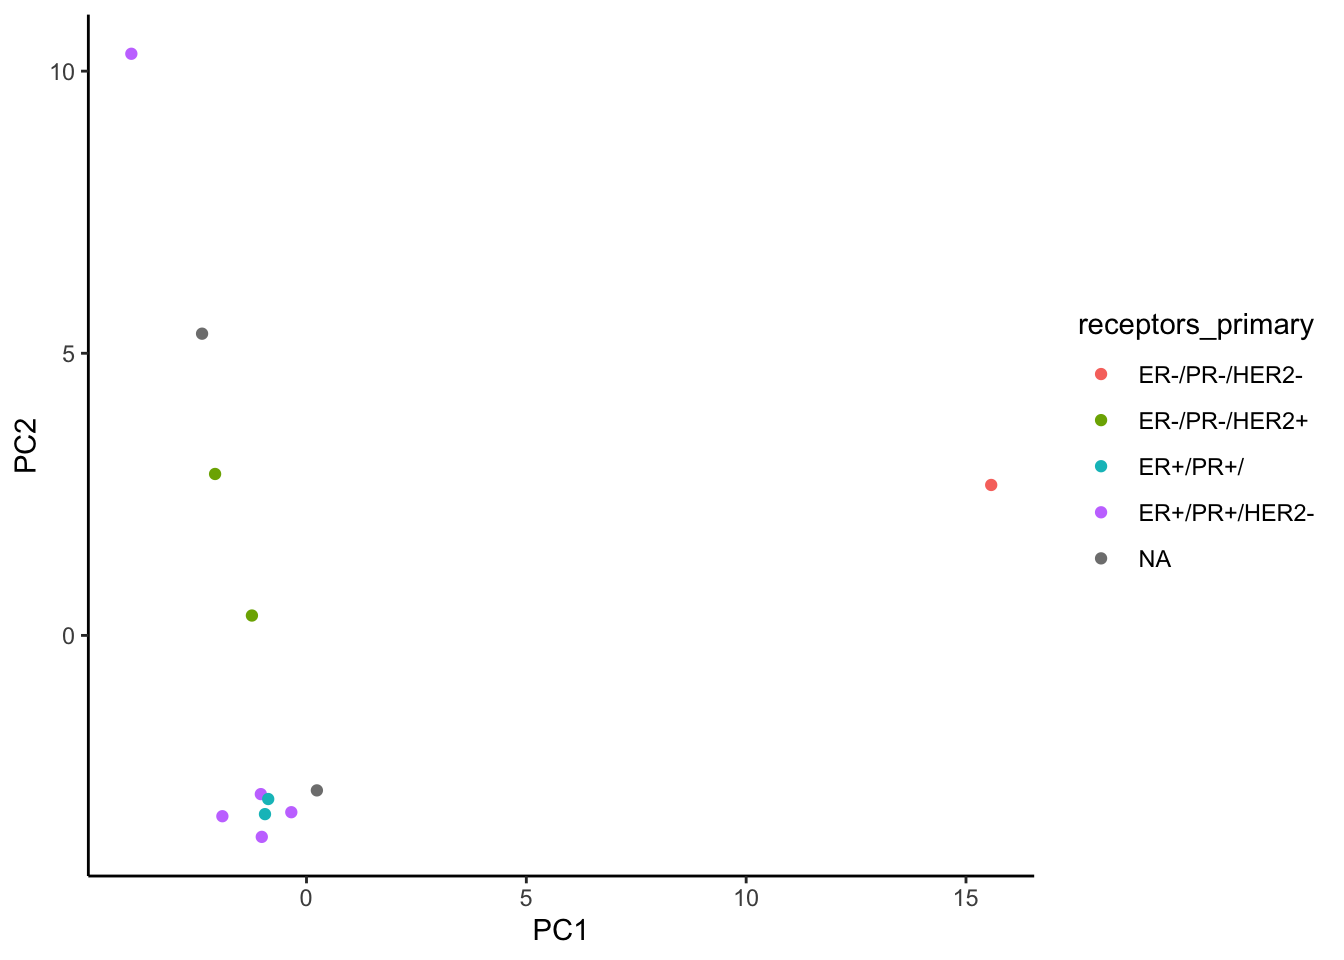 10
5
0
PC2
0
5
10
15
PC1
receptors_primary
ER-/PR-/HER2-
ER-/PR-/HER2+
ER+/PR+/
ER+/PR+/HER2-
NA